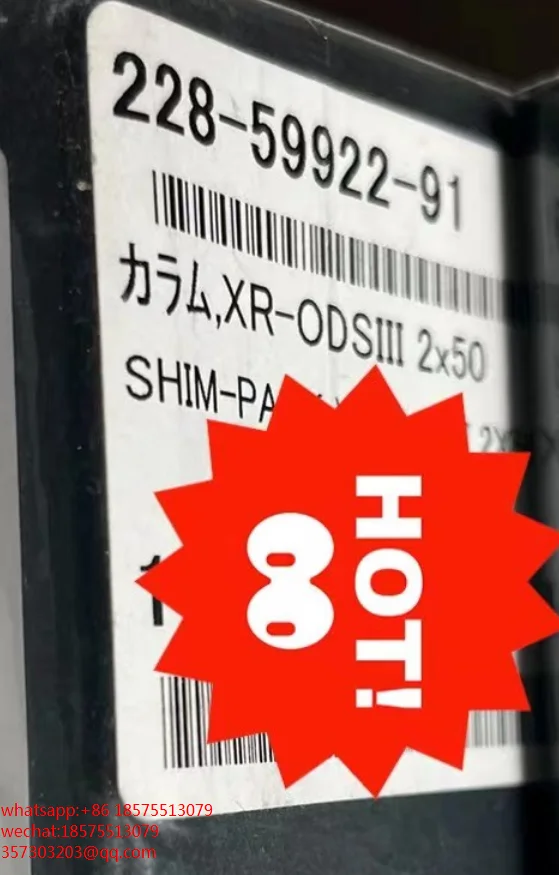 228-59922-91
カラム,XR-ODSIII 2x50
SHIM-PA
HOT!
whatsapp:+86 18575513079
wechat:18575513079
357303203@qq.com